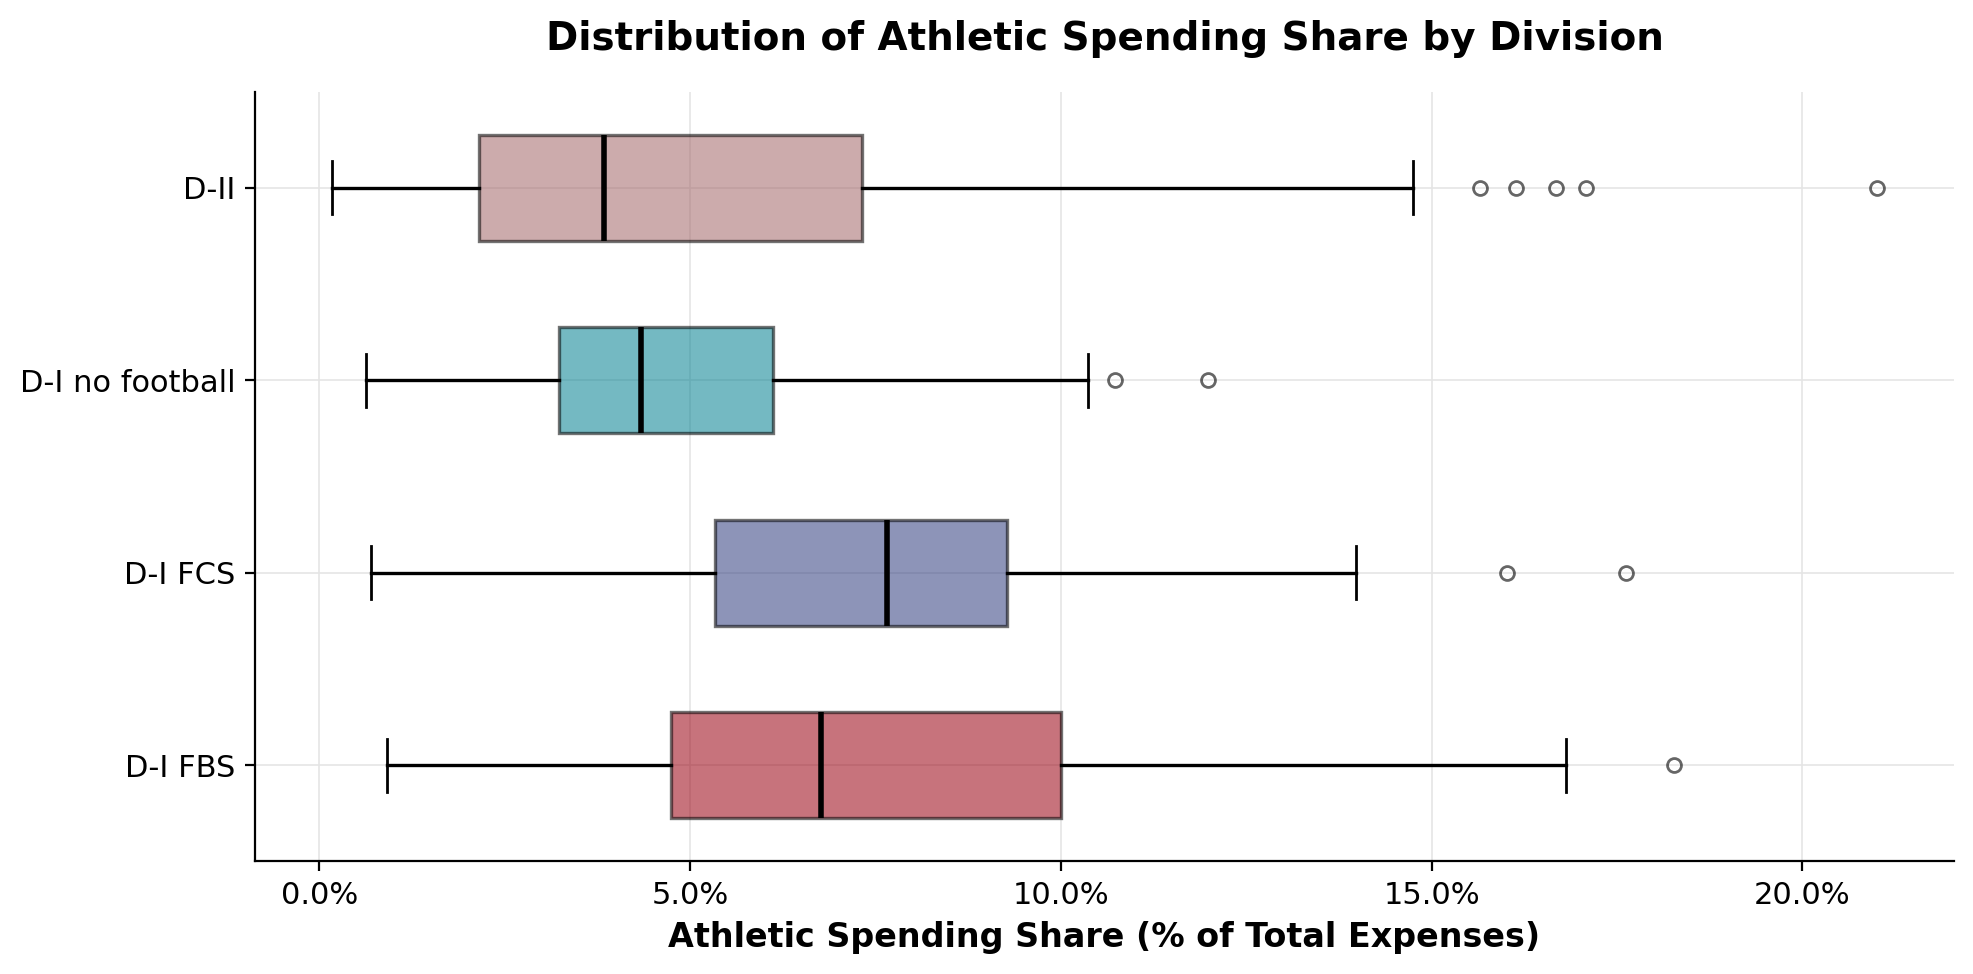 Distribution of Athletic Spending Share by Division
D-II
D-I no football
D-I FCS
D-I FBS
0.0% 5.0% 10.0% 15.0% 20.0%
Athletic Spending Share (% of Total Expenses)